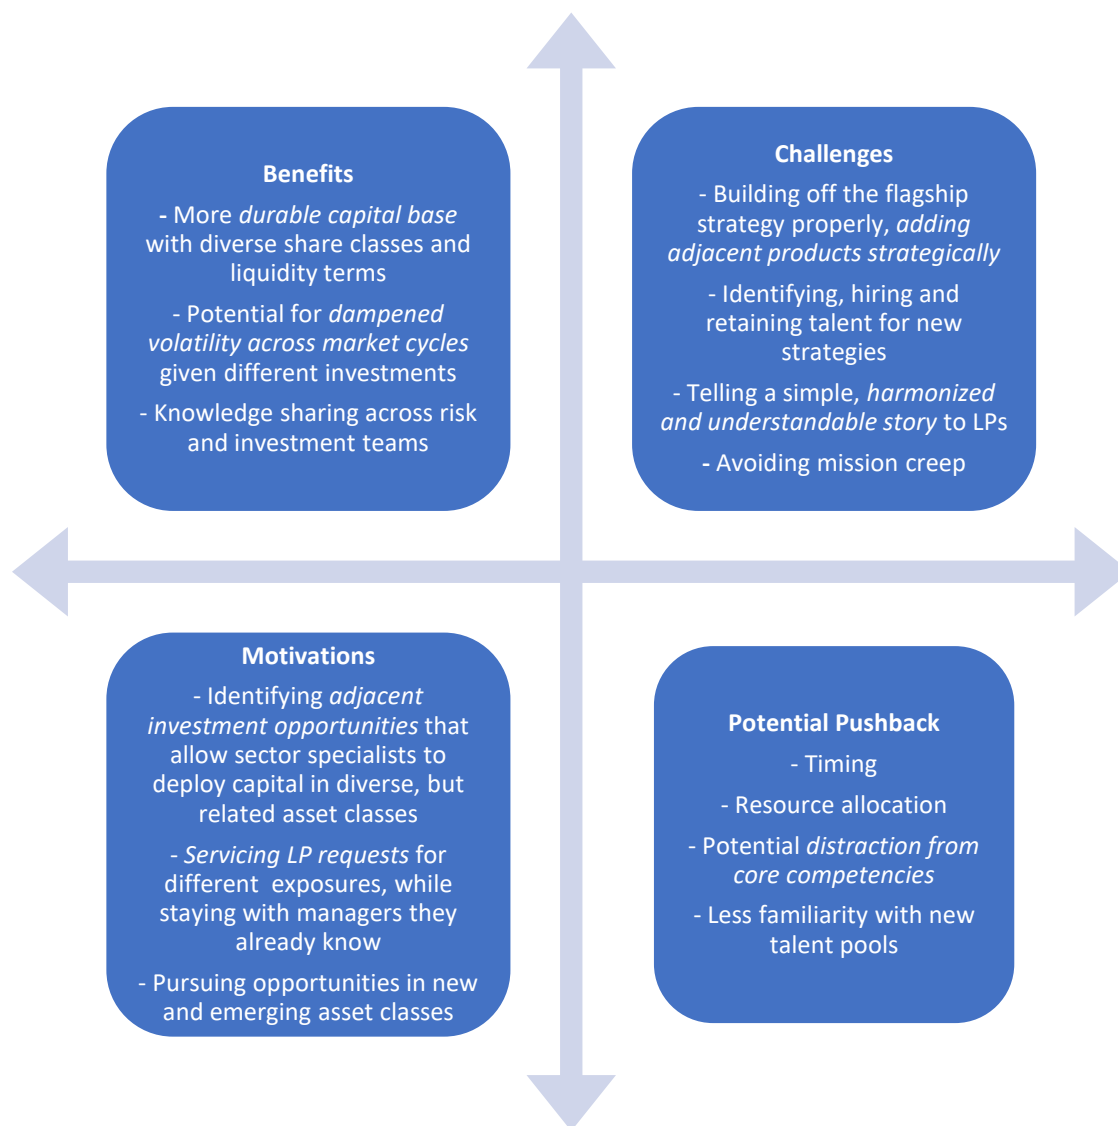 Benefits
- More durable capital base
with diverse share classes and
liquidity terms
- Potential for dampened
volatility across market cycles
given different investments
- Knowledge sharing across risk
and investment teams
Challenges
- Building off the flagship
strategy properly, adding
adjacent products strategically
- Identifying, hiring and
retaining talent for new
strategies
- Telling a simple, harmonized
and understandable story to LPs
- Avoiding mission creep
Motivations
- Identifying adjacent
investment opportunities that
allow sector specialists to
deploy capital in diverse, but
related asset classes
- Servicing LP requests for
different  exposures, while
staying with managers they
already know
- Pursuing opportunities in new
and emerging asset classes
Potential Pushback
- Timing
- Resource allocation
- Potential distraction from
core competencies
- Less familiarity with new
talent pools